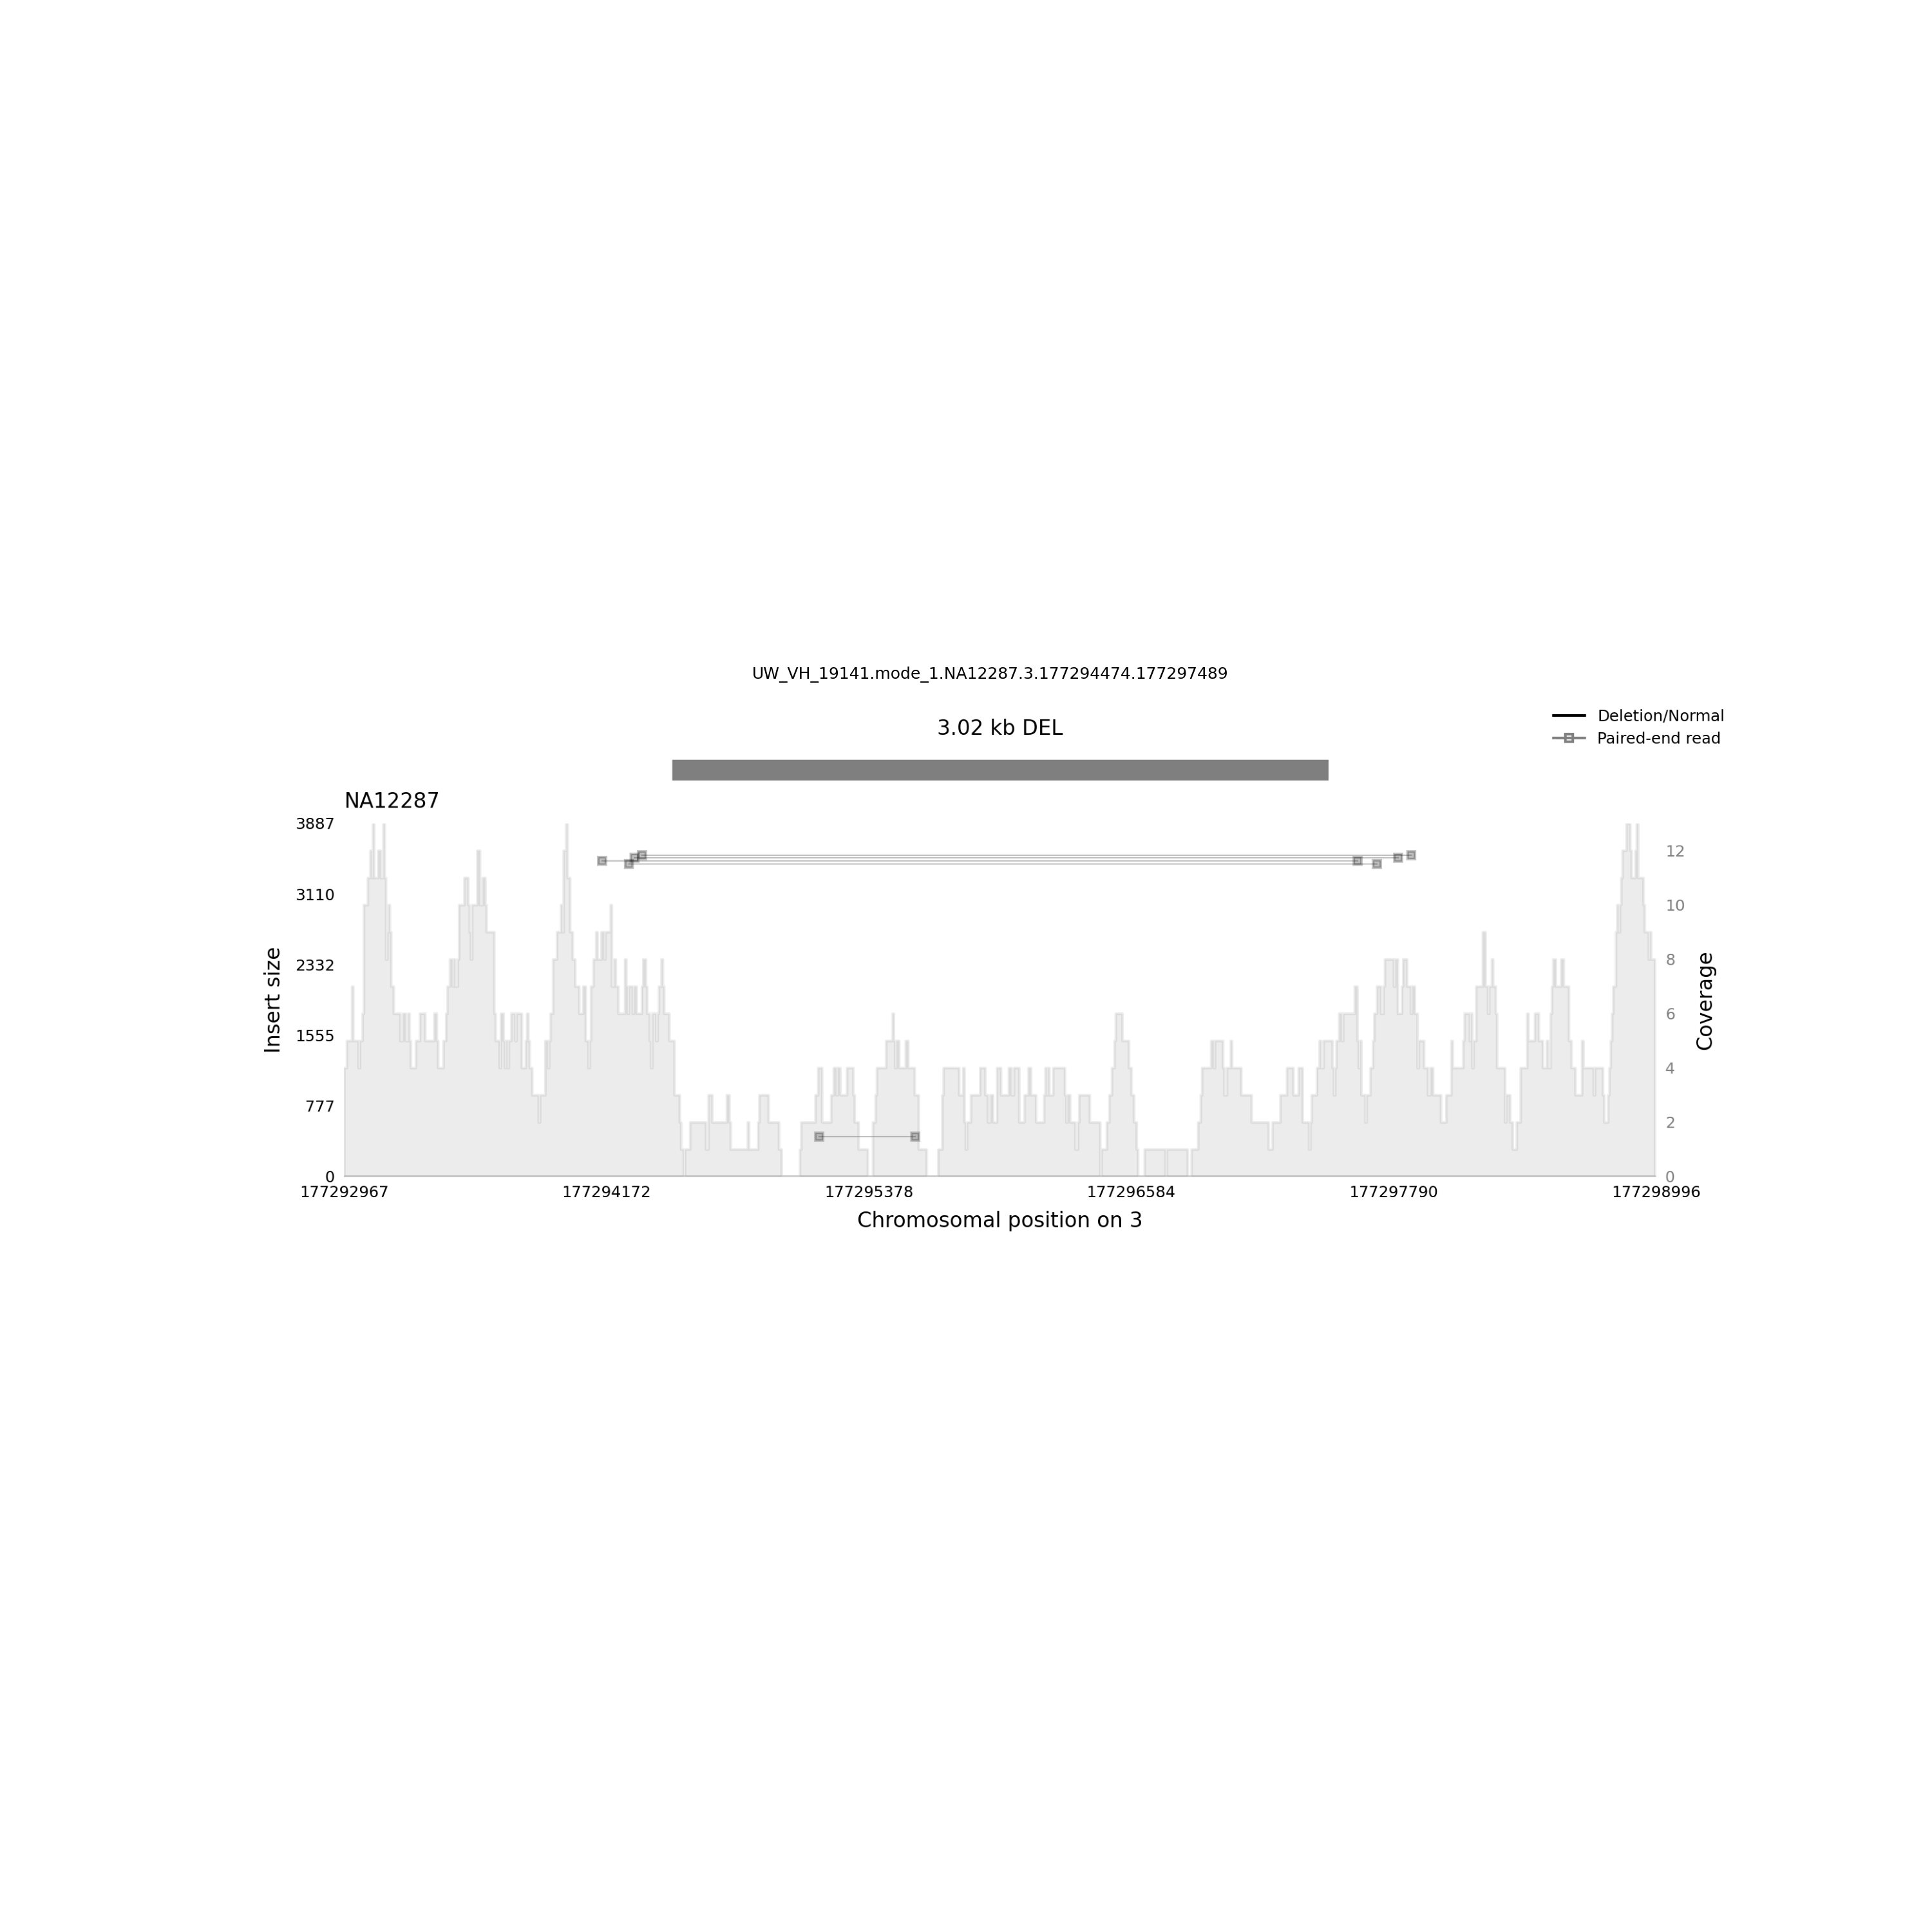 UW_VH_19141.mode_1.NA12287.3.177294474.177297489
3.02 kb DEL
Deletion/Normal
Paired-end read
NA12287
3887
3110
2332
1555
777
0
Insert size
12
10
8
6
4
2
0
Coverage
177292967 177294172 177295378 177296584 177297790 177298996
Chromosomal position on 3